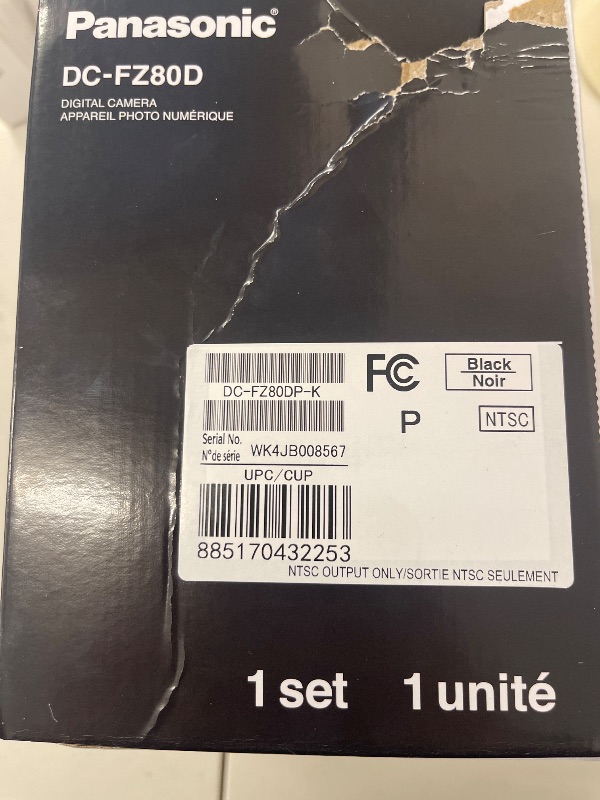 Panasonic®
DC-FZ80D
DIGITAL CAMERA
APPAREIL PHOTO NUMÉRIQUE
DC-FZ80DP-K
FC
Black
Noir
P
NTSC
Serial No.
N° de série WK4JB008567
UPC/CUP
885170432253
NTSC OUTPUT ONLY/SORTIE NTSC SEULEMENT
1 set 1 unité